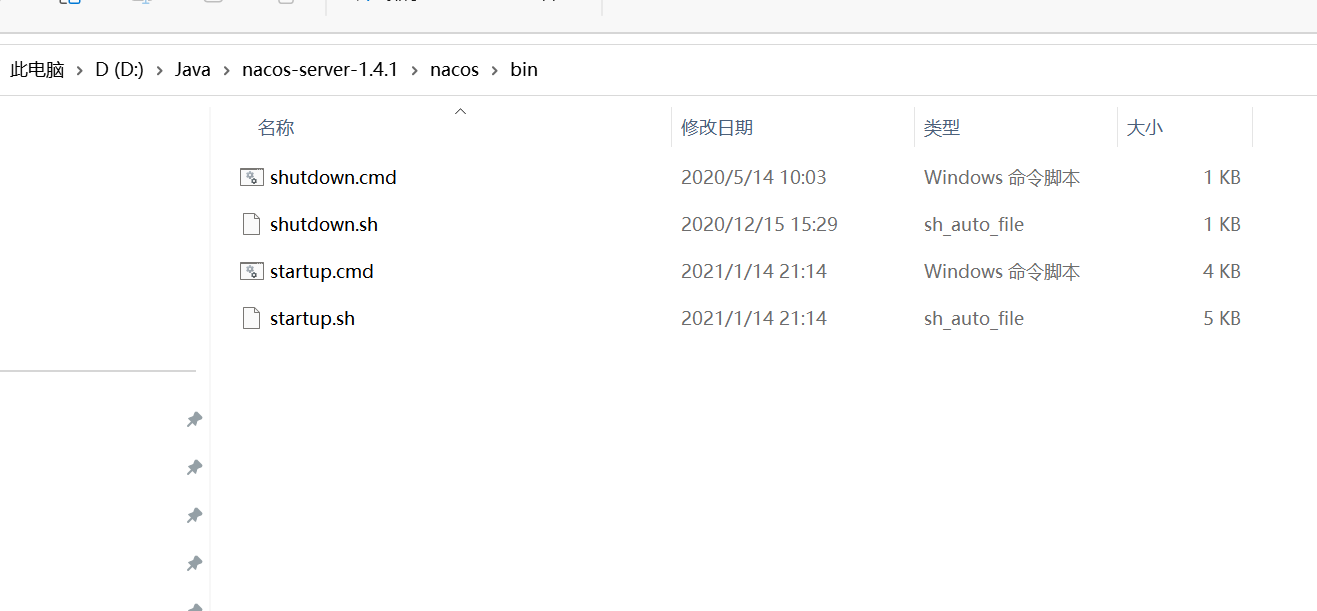 此电脑 > D (D:) > Java > nacos-server-1.4.1 > nacos > bin
名称 修改日期 类型 大小
shutdown.cmd 2020/5/14 10:03 Windows 命令脚本 1 KB
shutdown.sh 2020/12/15 15:29 sh_auto_file 1 KB
startup.cmd 2021/1/14 21:14 Windows 命令脚本 4 KB
startup.sh 2021/1/14 21:14 sh_auto_file 5 KB